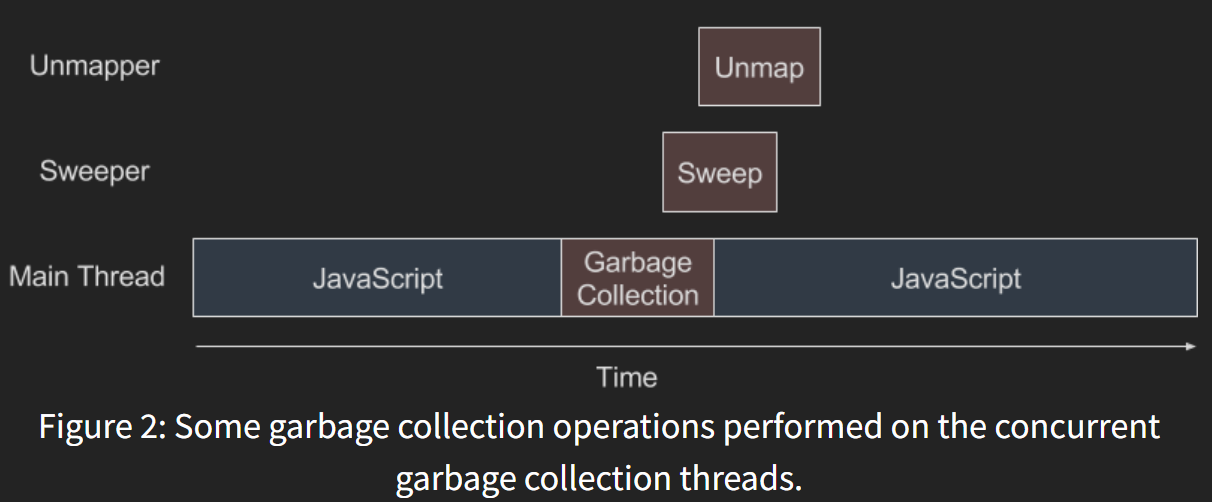 Unmapper
Unmap
Sweeper
Sweep
Main Thread
JavaScript
Garbage
Collection
JavaScript
Time
Figure 2: Some garbage collection operations performed on the concurrent
garbage collection threads.